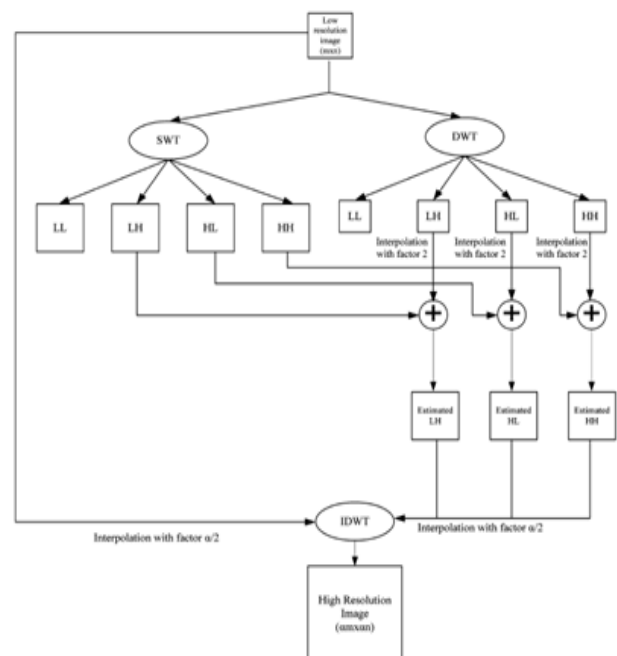 Low
resolution
image
(mxn)
SWT
DWT
LL
LH
HL
HH
LL
LH
HL
HH
Interpolation
with factor 2
Interpolation
with factor 2
Interpolation
with factor 2
+
+
+
Estimated
LH
Estimated
HL
Estimated
HH
IDWT
Interpolation with factor α/2
Interpolation with factor α/2
High Resolution
Image
(αmxαn)